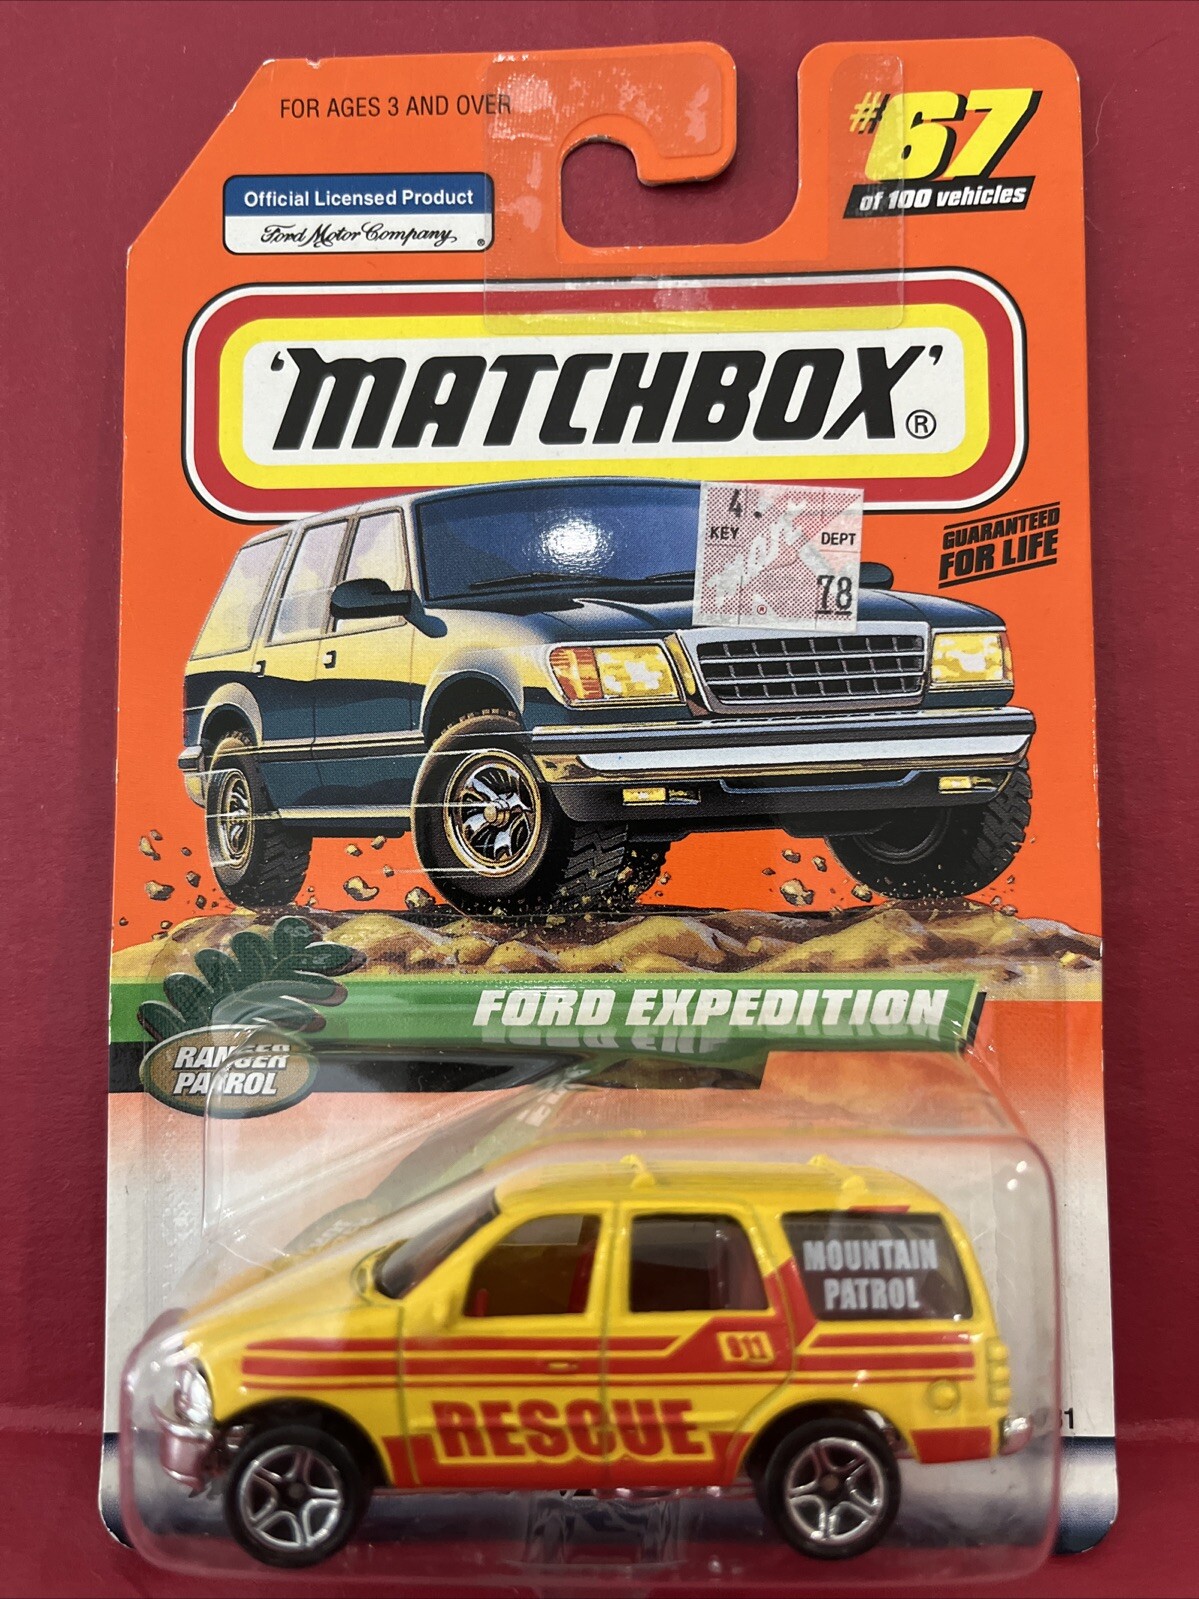 FOR AGES 3 AND OVER
#67
of 100 vehicles
Official Licensed Product
Ford Motor Company®
'MATCHBOX'®
4.
KEY
DEPT
Kmart®
78
GUARANTEED
FOR LIFE
FORD EXPEDITION
RANGER
PATROL
MOUNTAIN
PATROL
911
RESCUE